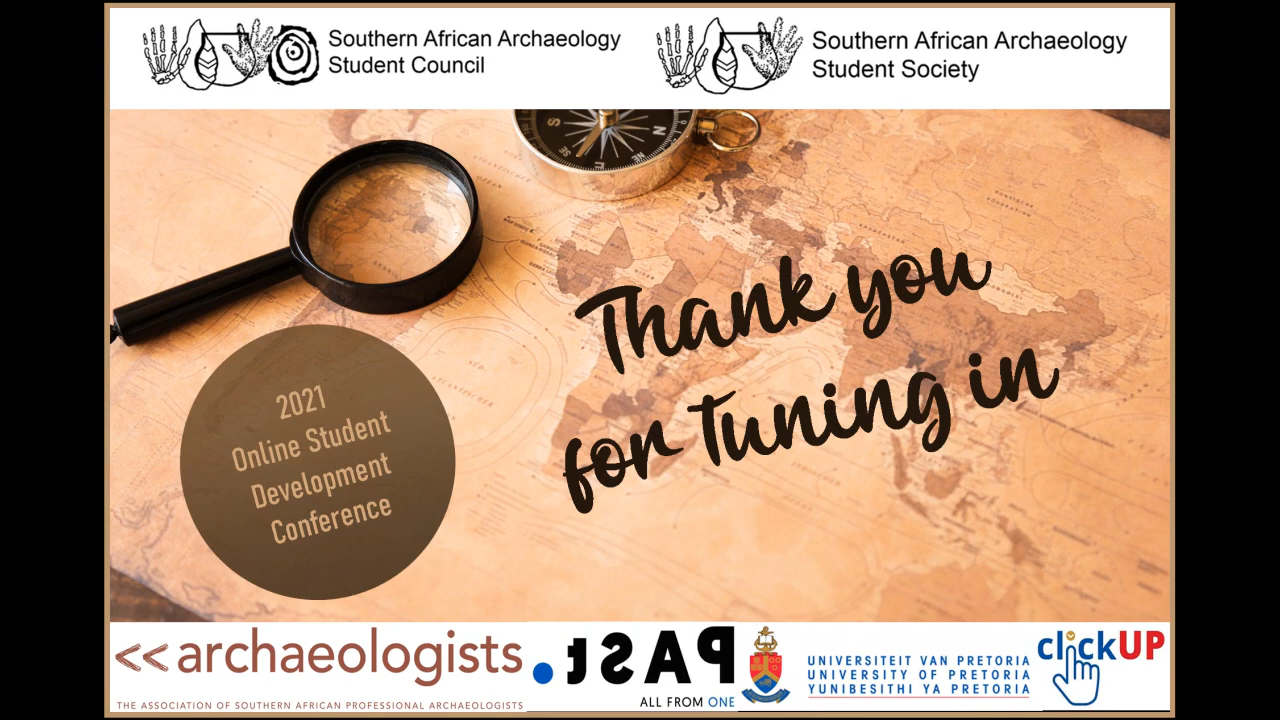 Southern African Archaeology
Student Council
Southern African Archaeology
Student Society
Thank you
for tuning in
2021
Online Student
Development
Conference
<<archaeologists
THE ASSOCIATION OF SOUTHERN AFRICAN PROFESSIONAL ARCHAEOLOGISTS
PAST
ALL FROM ONE
UNIVERSITEIT VAN PRETORIA
UNIVERSITY OF PRETORIA
YUNIBESITHI YA PRETORIA
clickUP
S
N
SE
E
NE